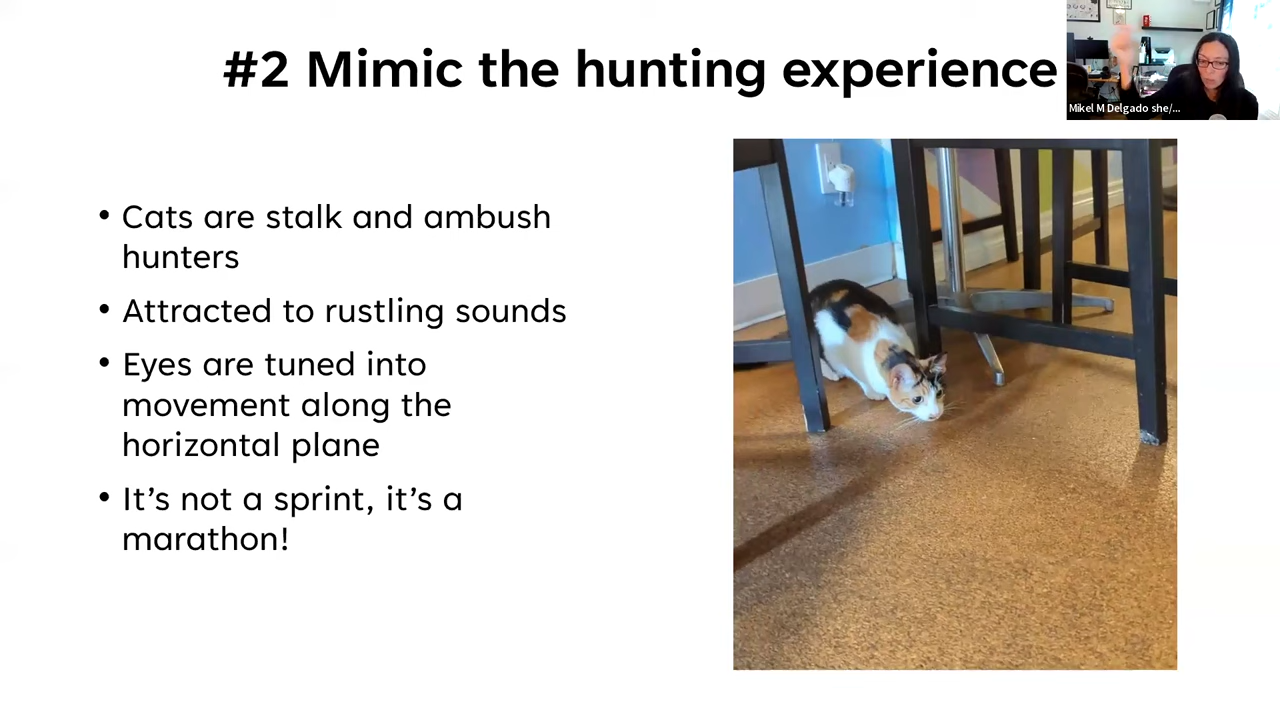 #2 Mimic the hunting experience
Mikel M Delgado she/...
• Cats are stalk and ambush
hunters
• Attracted to rustling sounds
• Eyes are tuned into
movement along the
horizontal plane
• It’s not a sprint, it’s a
marathon!